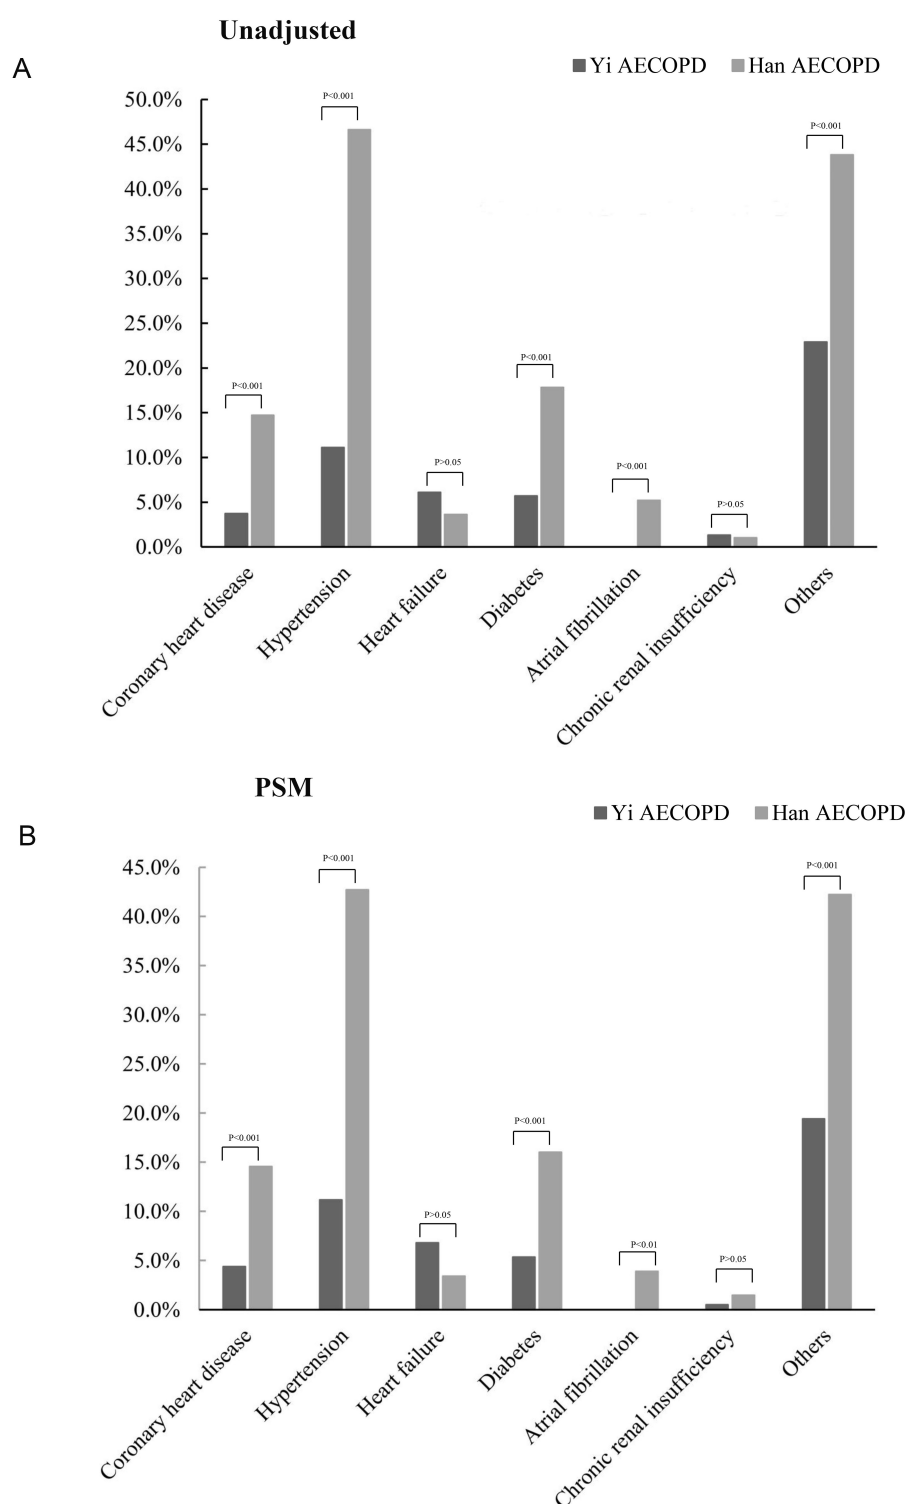 Unadjusted
A
Yi AECOPD Han AECOPD
50.0%
45.0%
40.0%
35.0%
30.0%
25.0%
20.0%
15.0%
10.0%
5.0%
0.0%
P<0.001
P<0.001
P>0.05
P<0.001
P<0.001
P>0.05
P<0.001
Coronary heart disease
Hypertension
Heart failure
Diabetes
Atrial fibrillation
Chronic renal insufficiency
Others
PSM
B
Yi AECOPD Han AECOPD
45.0%
40.0%
35.0%
30.0%
25.0%
20.0%
15.0%
10.0%
5.0%
0.0%
P<0.001
P<0.001
P>0.05
P<0.001
P<0.01
P>0.05
P<0.001
Coronary heart disease
Hypertension
Heart failure
Diabetes
Atrial fibrillation
Chronic renal insufficiency
Others